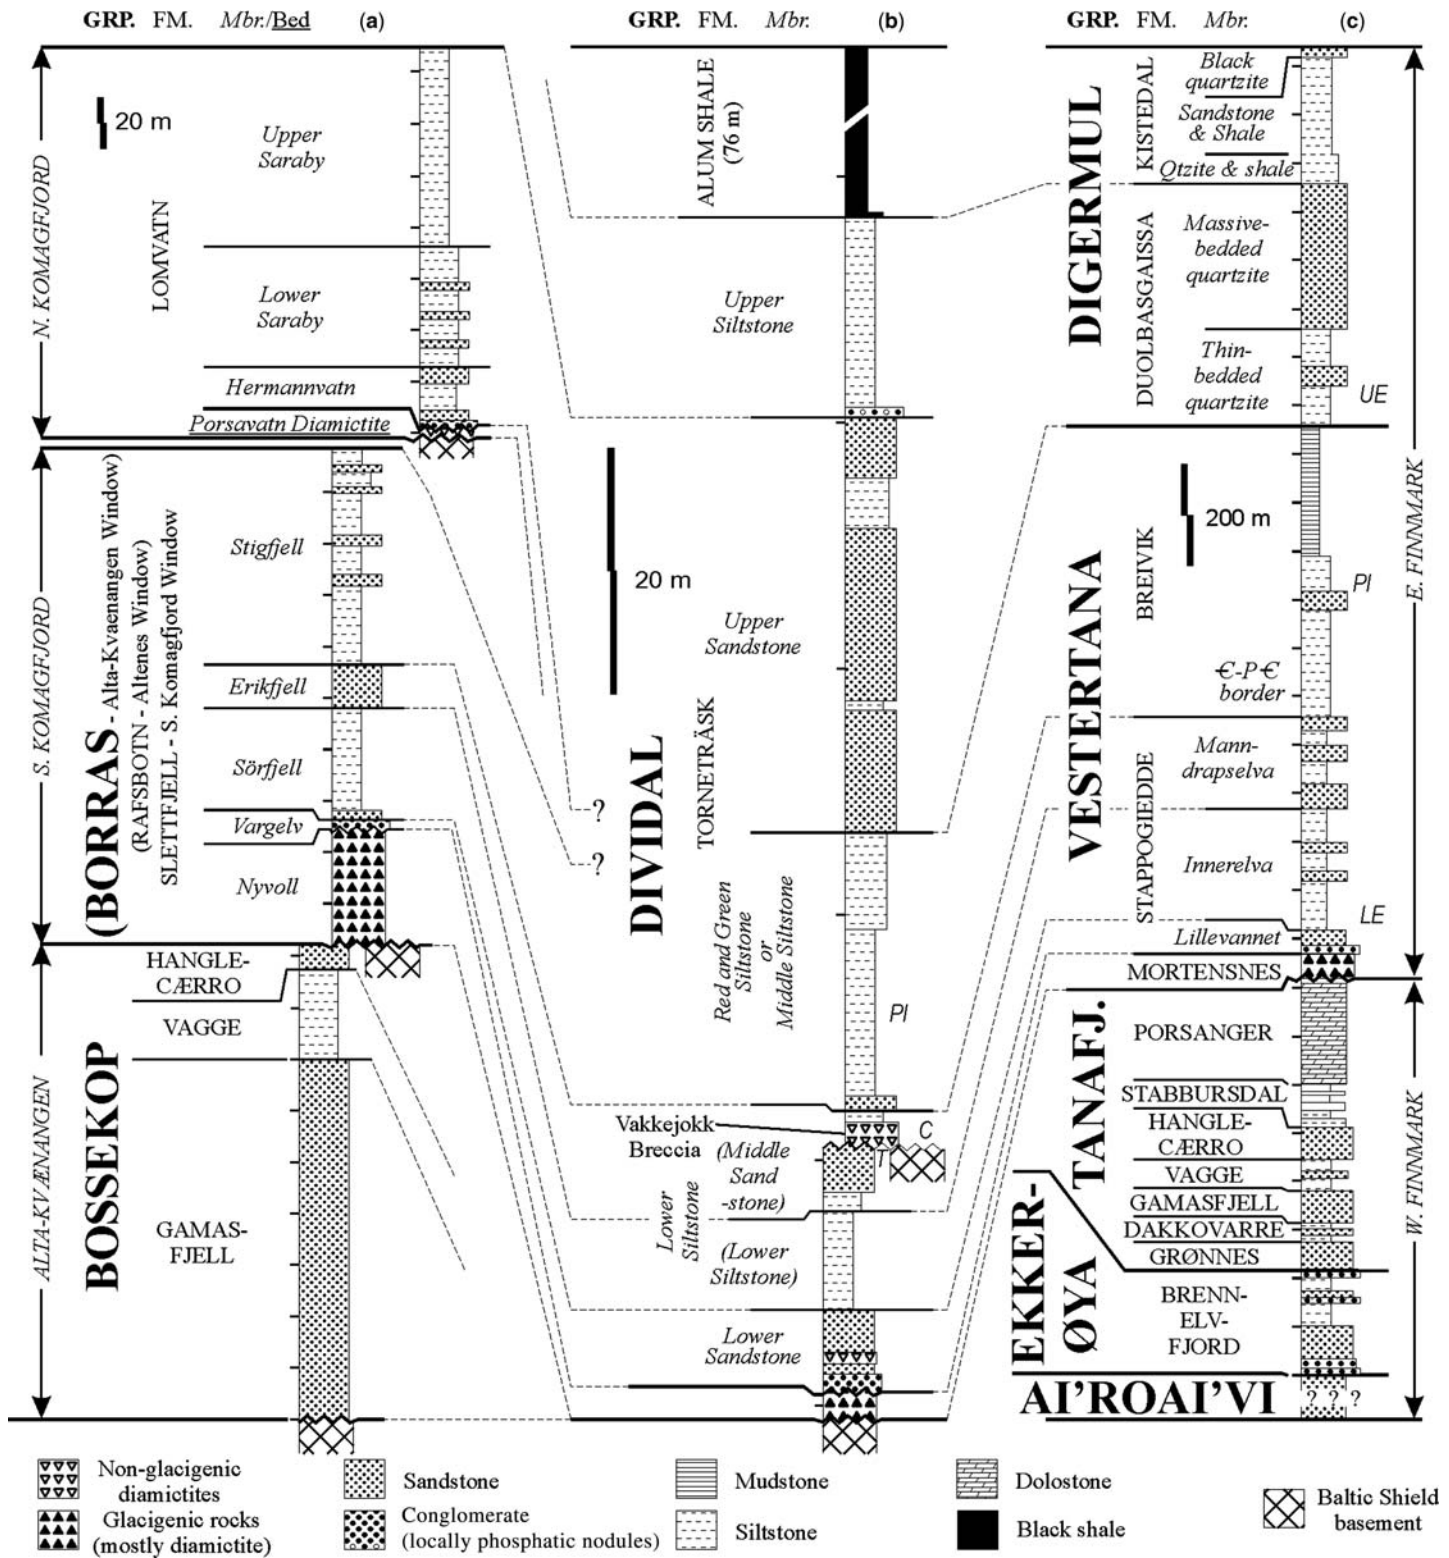 GRP. FM. Mbr./Bed (a)
N. KOMAGFJORD
20 m
LOMVATN
Upper
Saraby
Lower
Saraby
Hermannvatn
Porsavatn Diamictite
S. KOMAGFJORD
(BORRAS - Alta-Kvaenangen Window)
(RAFSBOTN - Altenes Window)
SLETTFJELL - S. Komagfjord Window
Stigfjell
Erikfjell
Sörfjell
Vargelv
Nyvoll
ALTA-KVÆNANGEN
BOSSEKOP
HANGLE-
CÆRRO
VAGGE
GAMAS-
FJELL
?
?
GRP. FM. Mbr. (b)
ALUM SHALE
(76 m)
Upper
Siltstone
20 m
DIVIDAL
TORNETRÄSK
Upper
Sandstone
Red and Green
Siltstone
or
Middle Siltstone
PI
Vakkejokk
Breccia
C
T
(Middle
Sand
-stone)
Lower
Siltstone
(Lower
Siltstone)
Lower
Sandstone
GRP. FM. Mbr. (c)
E. FINNMARK
DIGERMUL
KISTEDAL
Black
quartzite
Sandstone
& Shale
Qtzite & shale
DUOLBASGAISSA
Massive-
bedded
quartzite
Thin-
bedded
quartzite
UE
200 m
VESTERTANA
BREIVIK
PI
Є-PЄ
border
STAPPOGIEDDE
Mann-
drapselva
Innerelva
LE
Lillevannet
MORTENSNES
W. FINNMARK
TANAFJ.
PORSANGER
STABBURSDAL
HANGLE-
CÆRRO
VAGGE
GAMASFJELL
DAKKOVARRE
GRØNNES
EKKER-
ØYA
BRENN-
ELV-
FJORD
AI'ROAI'VI
? ? ?
Non-glacigenic
diamictites
Glacigenic rocks
(mostly diamictite)
Sandstone
Conglomerate
(locally phosphatic nodules)
Mudstone
Siltstone
Dolostone
Black shale
Baltic Shield
basement